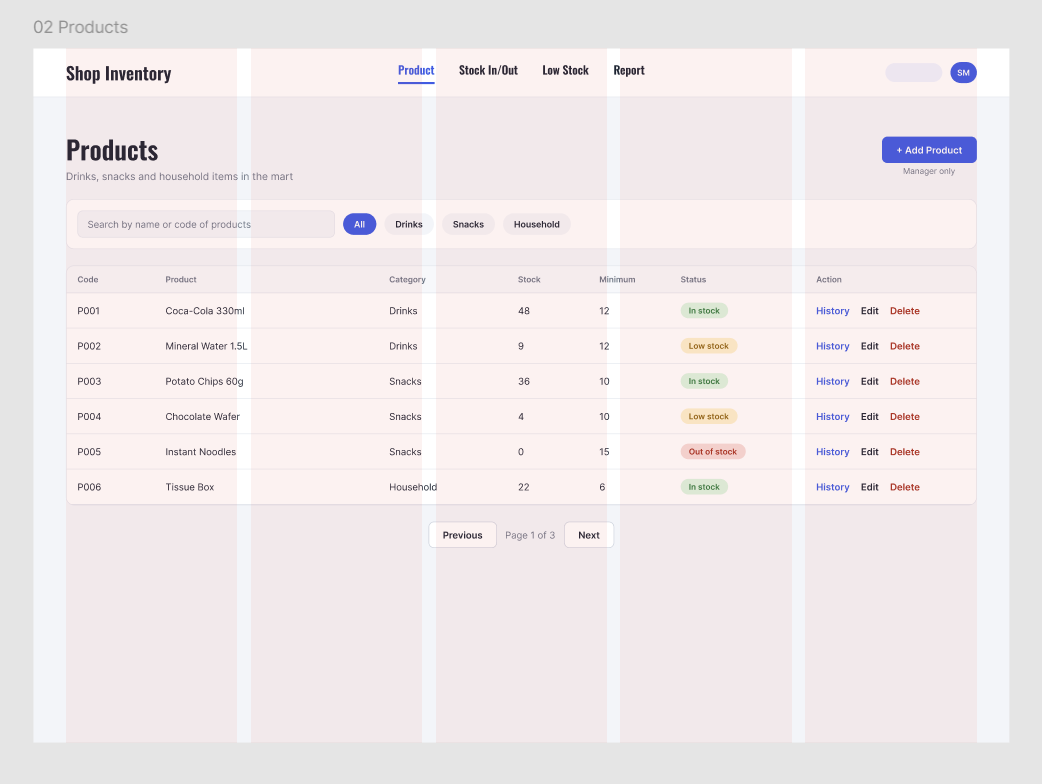 02 Products
Shop Inventory Product Stock In/Out Low Stock Report SM
Products
+ Add Product
Drinks, snacks and household items in the mart
Manager only
Search by name or code of products All Drinks Snacks Household
Code Product Category Stock Minimum Status Action
P001 Coca-Cola 330ml Drinks 48 12 In stock History Edit Delete
P002 Mineral Water 1.5L Drinks 9 12 Low stock History Edit Delete
P003 Potato Chips 60g Snacks 36 10 In stock History Edit Delete
P004 Chocolate Wafer Snacks 4 10 Low stock History Edit Delete
P005 Instant Noodles Snacks 0 15 Out of stock History Edit Delete
P006 Tissue Box Household 22 6 In stock History Edit Delete
Previous Page 1 of 3 Next